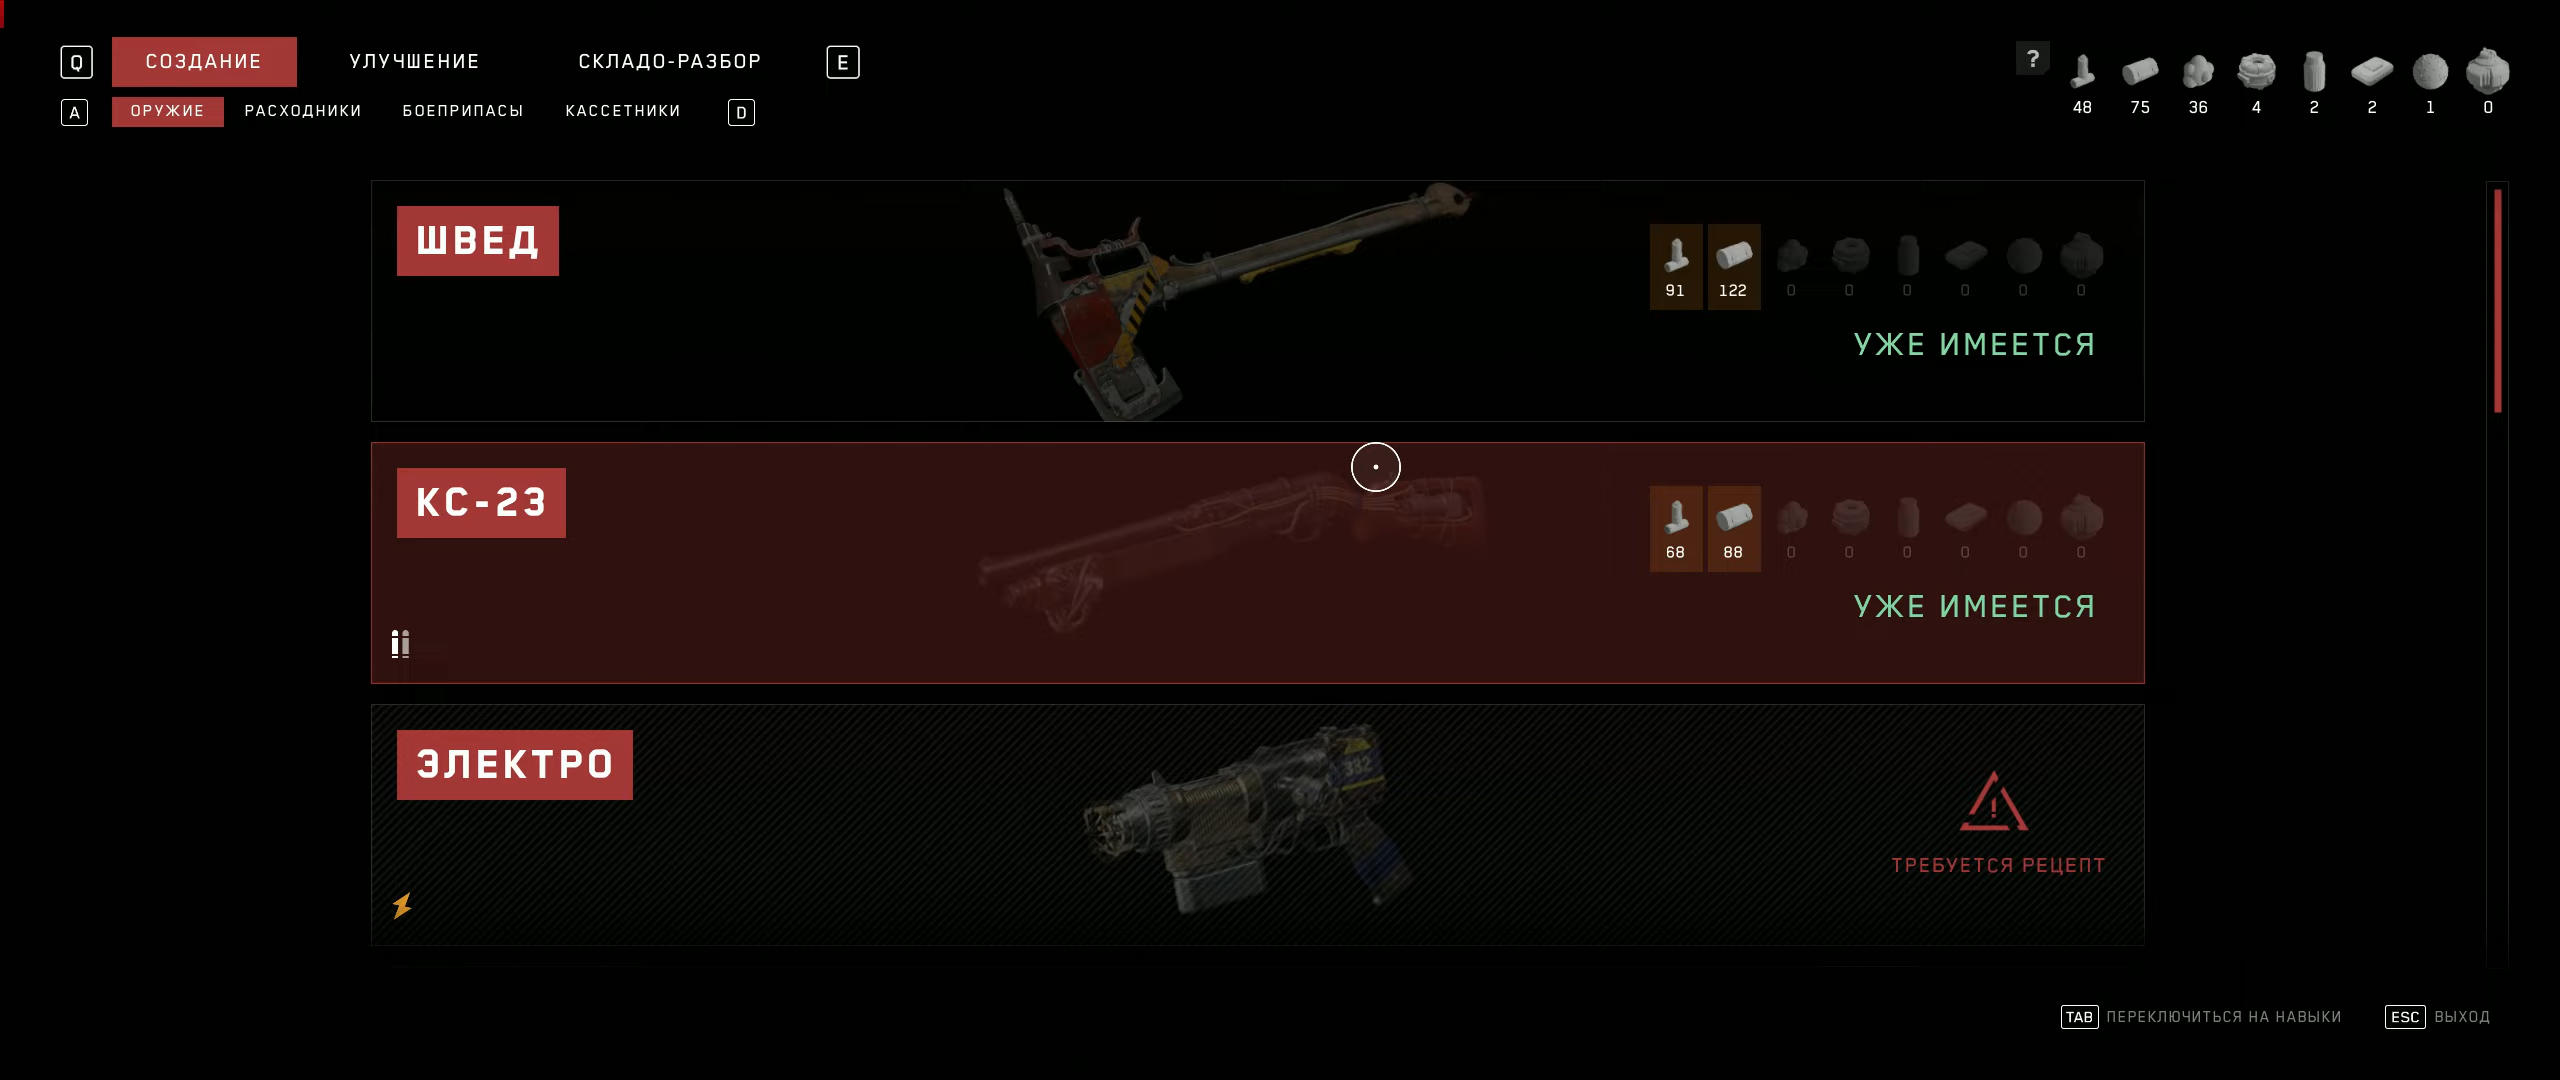 Q СОЗДАНИЕ УЛУЧШЕНИЕ СКЛАДО-РАЗБОР E
A ОРУЖИЕ РАСХОДНИКИ БОЕПРИПАСЫ КАССЕТНИКИ D
?
48 75 36 4 2 2 1 0
ШВЕД
91 122 0 0 0 0 0 0
УЖЕ ИМЕЕТСЯ
КС-23
68 88 0 0 0 0 0 0
УЖЕ ИМЕЕТСЯ
ЭЛЕКТРО
332
ТРЕБУЕТСЯ РЕЦЕПТ
TAB ПЕРЕКЛЮЧИТЬСЯ НА НАВЫКИ ESC ВЫХОД